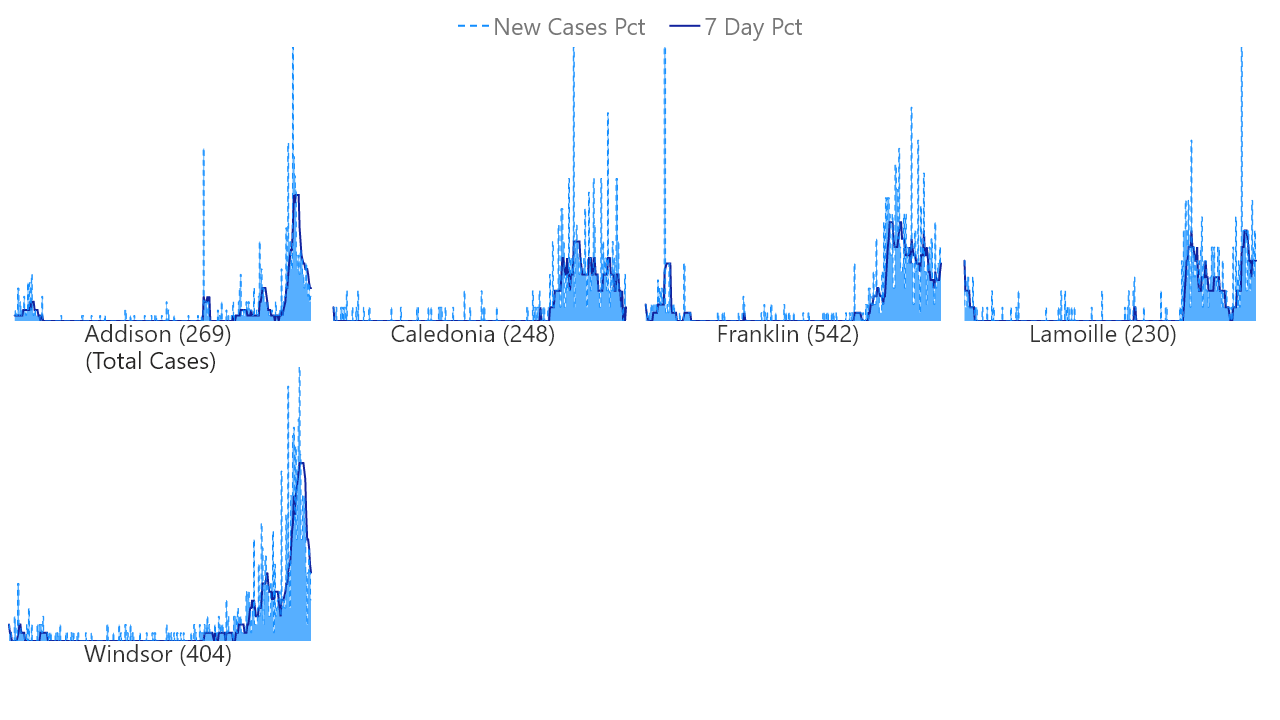 New Cases Pct 7 Day Pct
Addison (269)
(Total Cases)
Caledonia (248)
Franklin (542)
Lamoille (230)
Windsor (404)